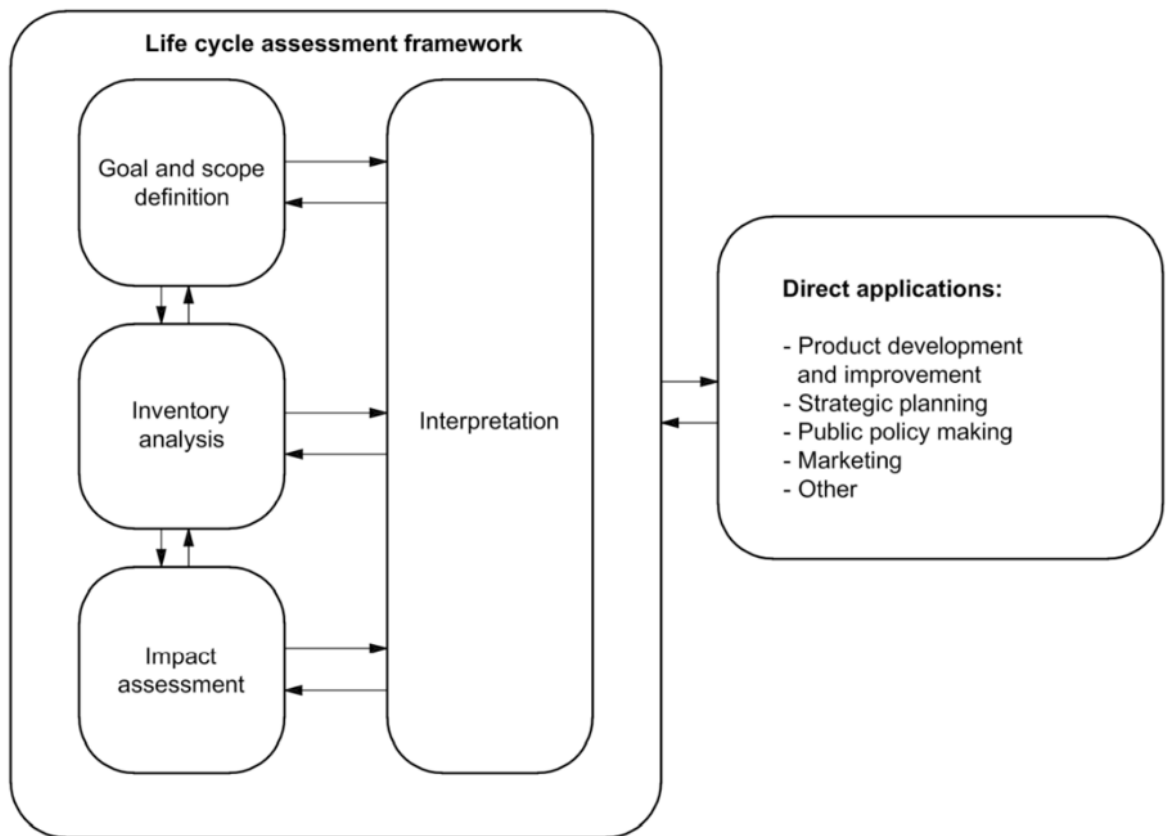 Life cycle assessment framework
Goal and scope
definition
Inventory
analysis
Impact
assessment
Interpretation
Direct applications:
- Product development
and improvement
- Strategic planning
- Public policy making
- Marketing
- Other